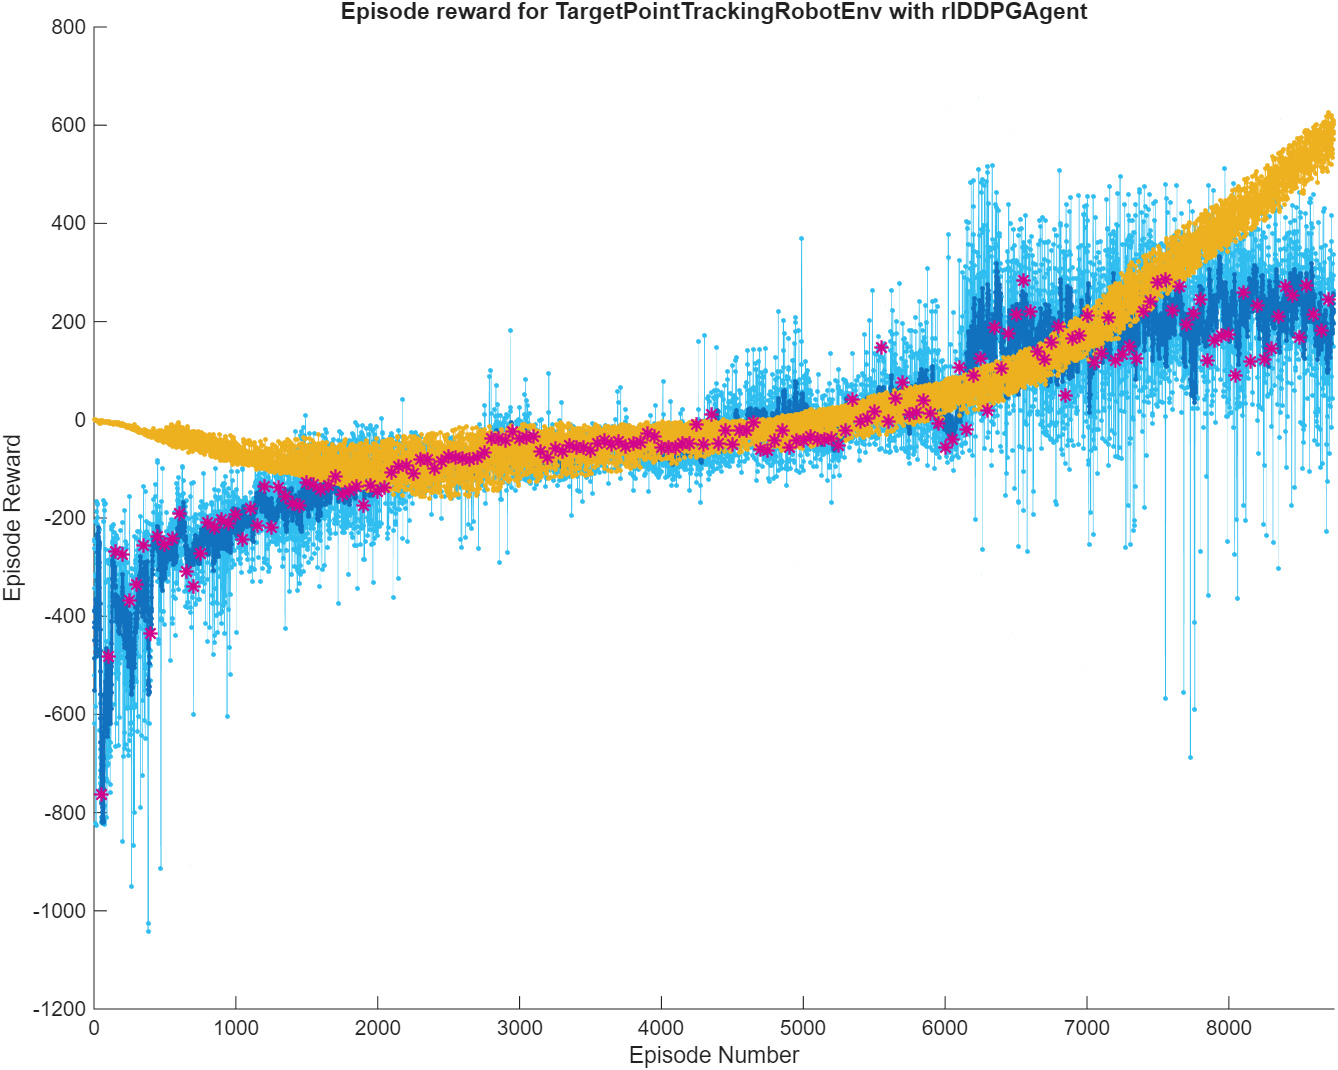 Episode reward for TargetPointTrackingRobotEnv with rlDDPGAgent
800
600
400
200
0
-200
-400
-600
-800
-1000
-1200
Episode Reward
0 1000 2000 3000 4000 5000 6000 7000 8000
Episode Number